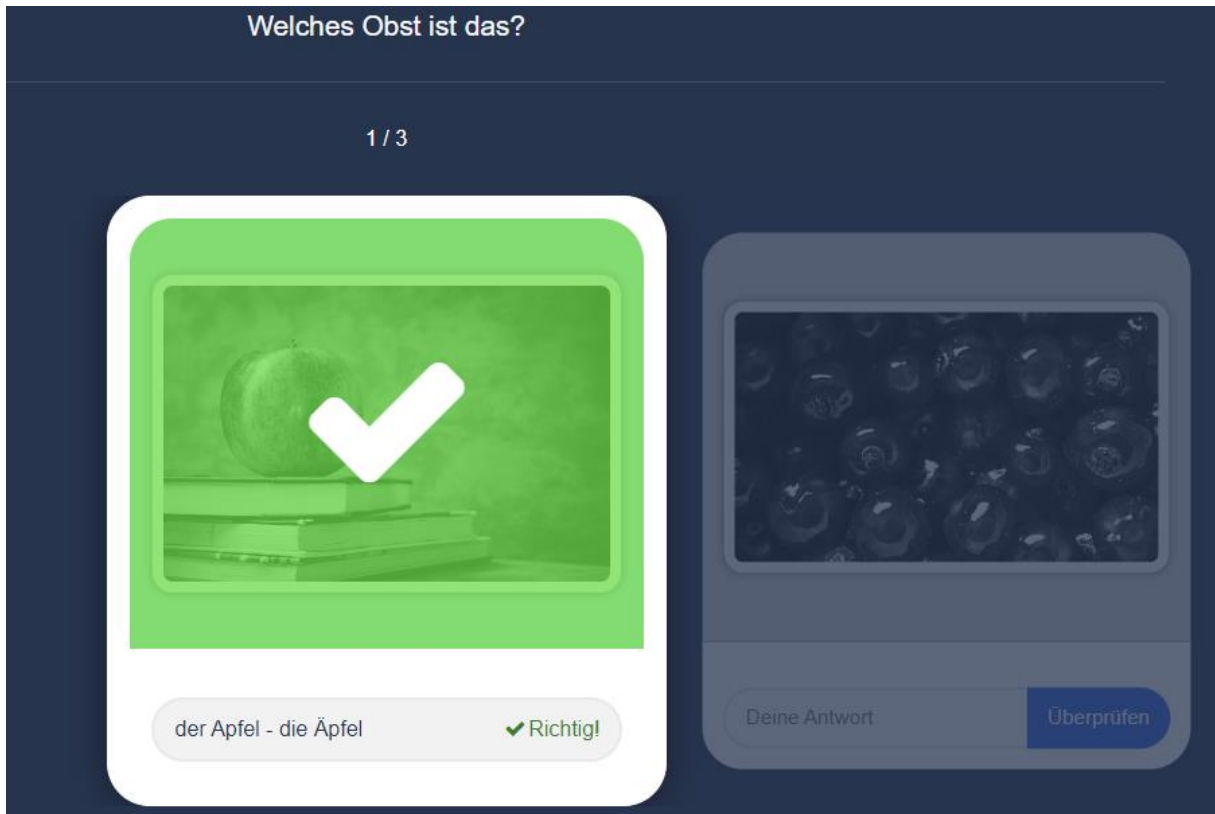 Welches Obst ist das?
1 / 3
der Apfel - die Äpfel
Richtig!
Deine Antwort
Überprüfen